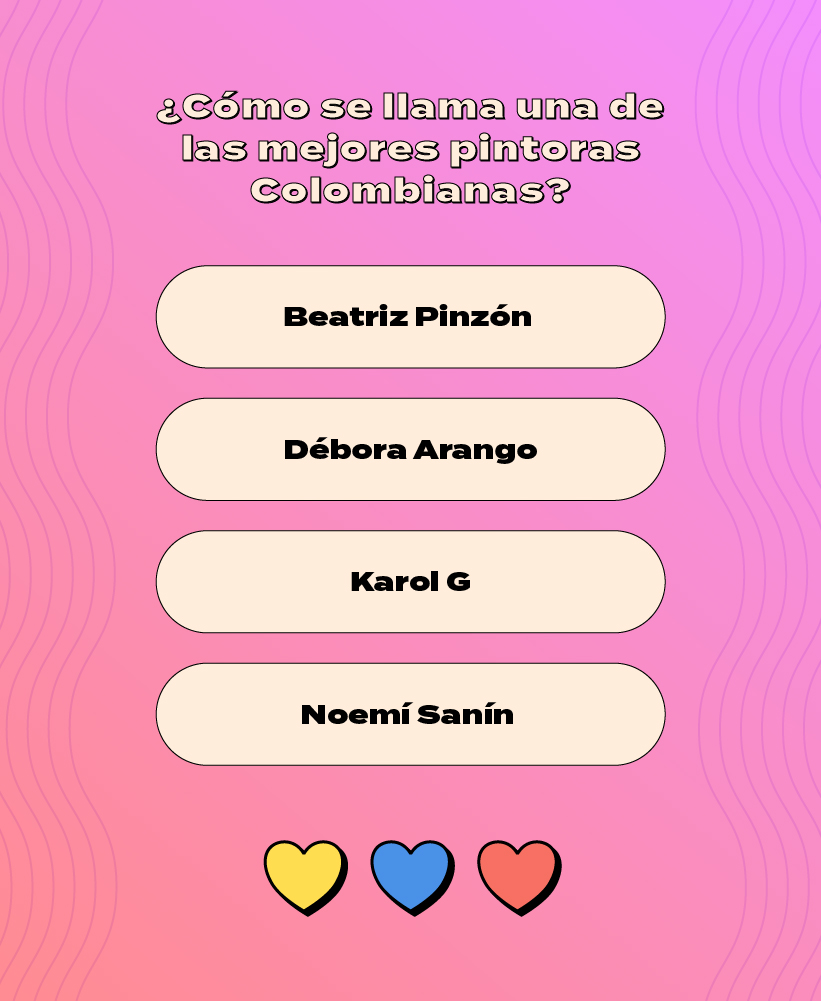 ¿Cómo se llama una de
las mejores pintoras
Colombianas?
Beatriz Pinzón
Débora Arango
Karol G
Noemí Sanín